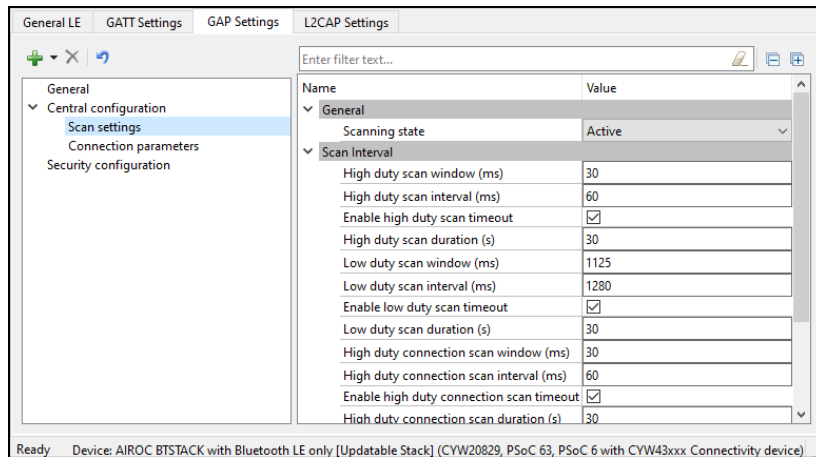 General LE GATT Settings GAP Settings L2CAP Settings
Enter filter text...
General
Central configuration
Scan settings
Connection parameters
Security configuration
Name Value
General
Scanning state Active
Scan Interval
High duty scan window (ms) 30
High duty scan interval (ms) 60
Enable high duty scan timeout
High duty scan duration (s) 30
Low duty scan window (ms) 1125
Low duty scan interval (ms) 1280
Enable low duty scan timeout
Low duty scan duration (s) 30
High duty connection scan window (ms) 30
High duty connection scan interval (ms) 60
Enable high duty connection scan timeout
High duty connection scan duration (s) 30
Ready Device: AIROC BTSTACK with Bluetooth LE only [Updatable Stack] (CYW20829, PSoC 63, PSoC 6 with CYW43xxx Connectivity device)